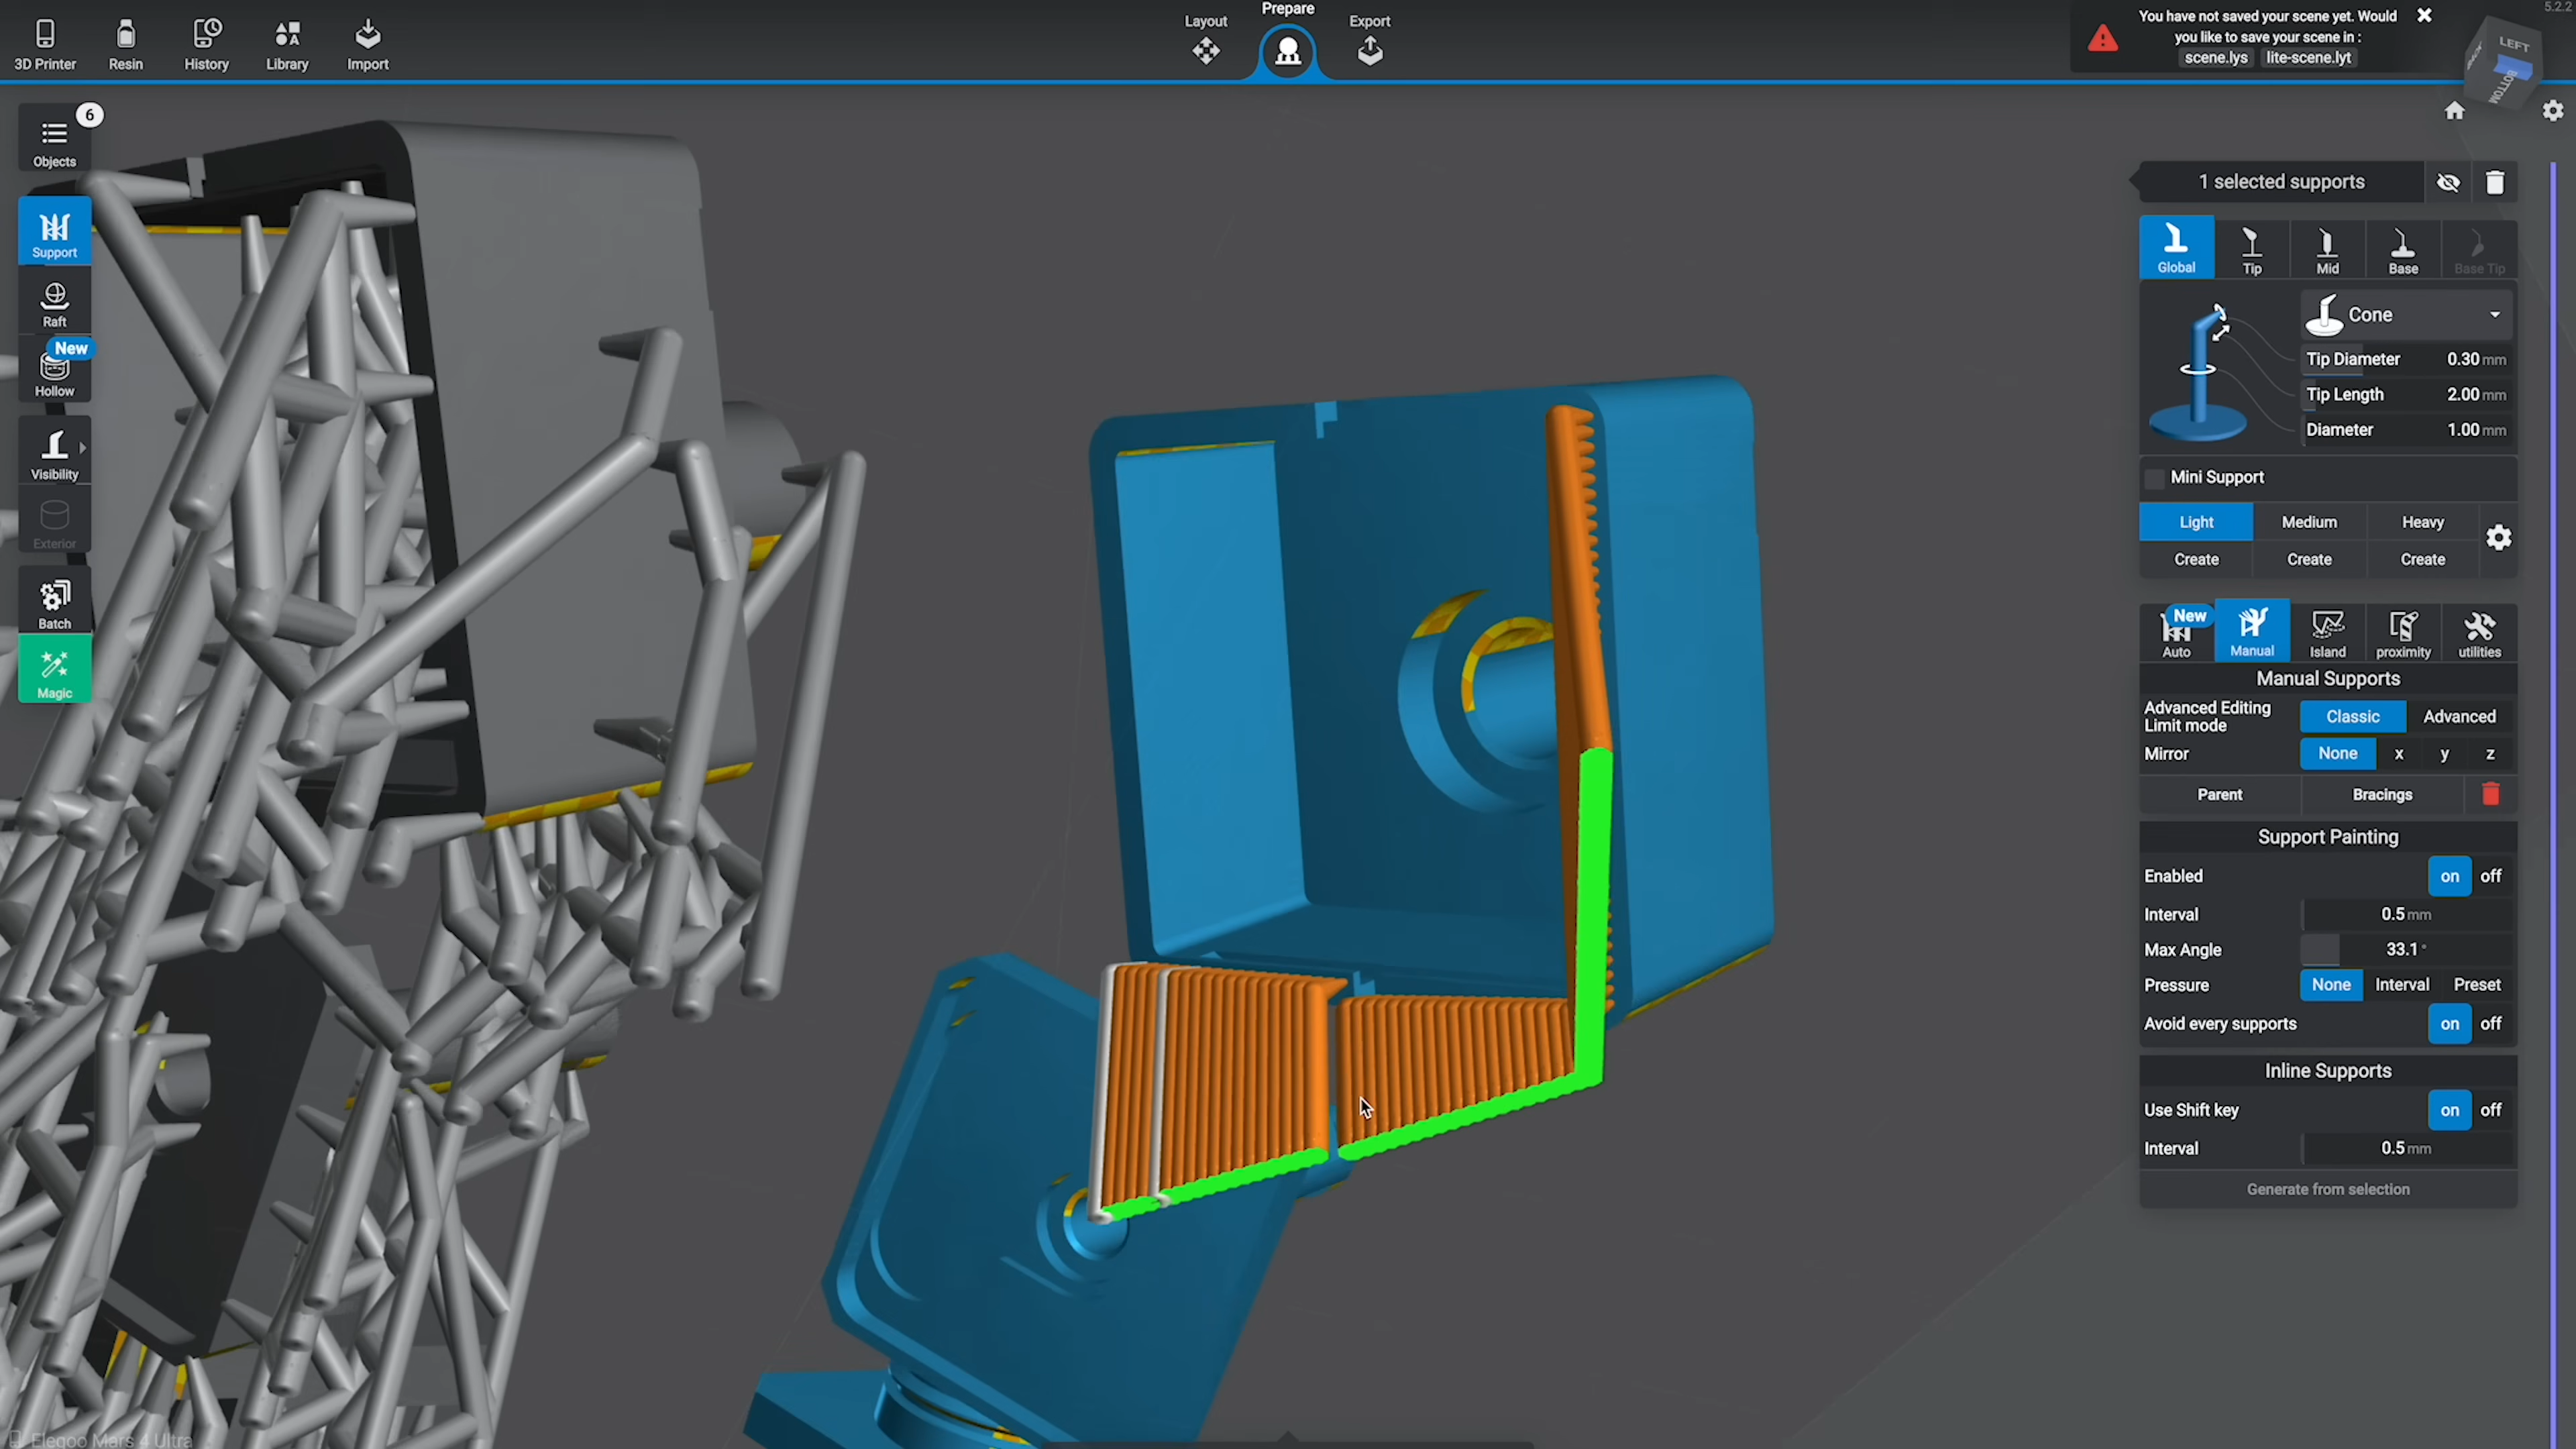 3D Printer
Resin
History
Library
Import
Layout
Prepare
Export
You have not saved your scene yet. Would
you like to save your scene in :
scene.lys
lite-scene.lyt
5.2.2
LEFT
BOTTOM
6
Objects
Support
Raft
New
Hollow
Visibility
Exterior
Batch
Magic
1 selected supports
Global
Tip
Mid
Base
Base Tip
Cone
Tip Diameter 0.30 mm
Tip Length 2.00 mm
Diameter 1.00 mm
Mini Support
Light Medium Heavy
Create Create Create
New
Auto
Manual
Island
proximity
utilities
Manual Supports
Advanced Editing
Limit mode
Classic Advanced
Mirror None x y z
Parent Bracings
Support Painting
Enabled on off
Interval 0.5 mm
Max Angle 33.1 °
Pressure None Interval Preset
Avoid every supports on off
Inline Supports
Use Shift key on off
Interval 0.5 mm
Generate from selection
Elegoo Mars 4 Ultra